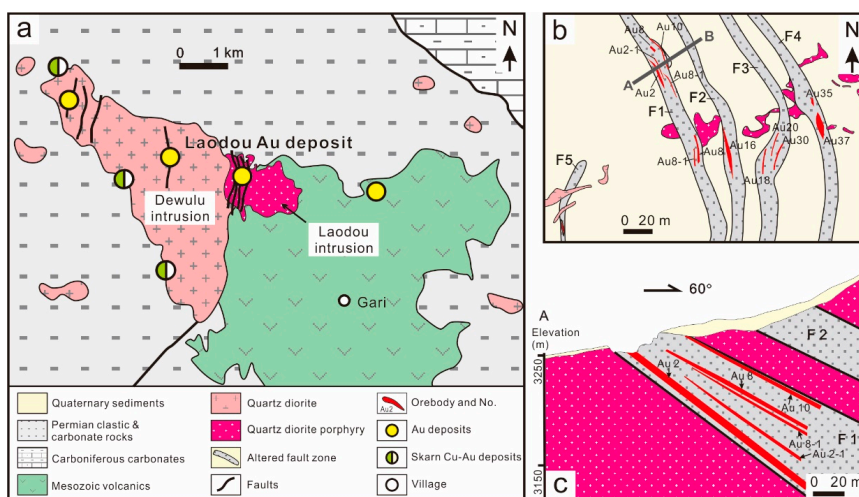 a
0 1 km
N
Laodou Au deposit
Dewulu
intrusion
Laodou
intrusion
Gari
Quaternary sediments
Quartz diorite
Au2
Orebody and No.
Permian clastic &
carbonate rocks
Quartz diorite porphyry
Au deposits
Carboniferous carbonates
Altered fault zone
Skarn Cu-Au deposits
Mesozoic volcanics
Faults
Village
b
N
Au8
Au10
B
F4
Au2-1
F3
A
Au8-1
Au2
F2
F1
Au35
Au20
Au16
Au30
Au37
Au8
Au8-1
F5
Au18
0 20 m
60°
A
Elevation
(m)
F 2
3250
Au 2
Au 8
Au 10
F 1
Au 8-1
Au 2-1
3150
c
0 20 m